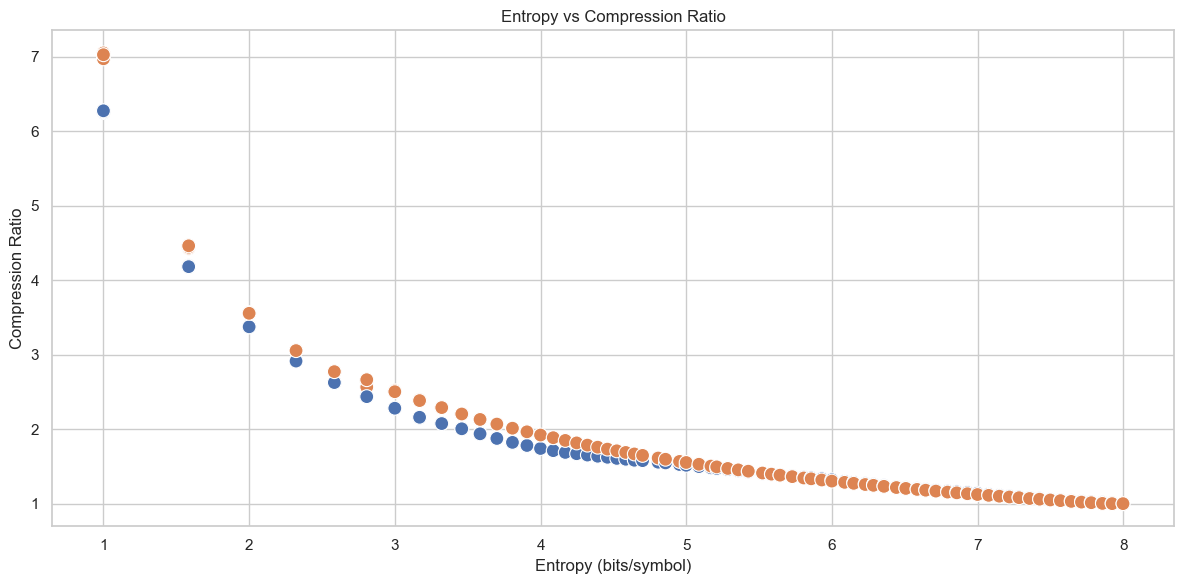 Entropy vs Compression Ratio
7
6
5
4
3
2
1
Compression Ratio
1 2 3 4 5 6 7 8
Entropy (bits/symbol)